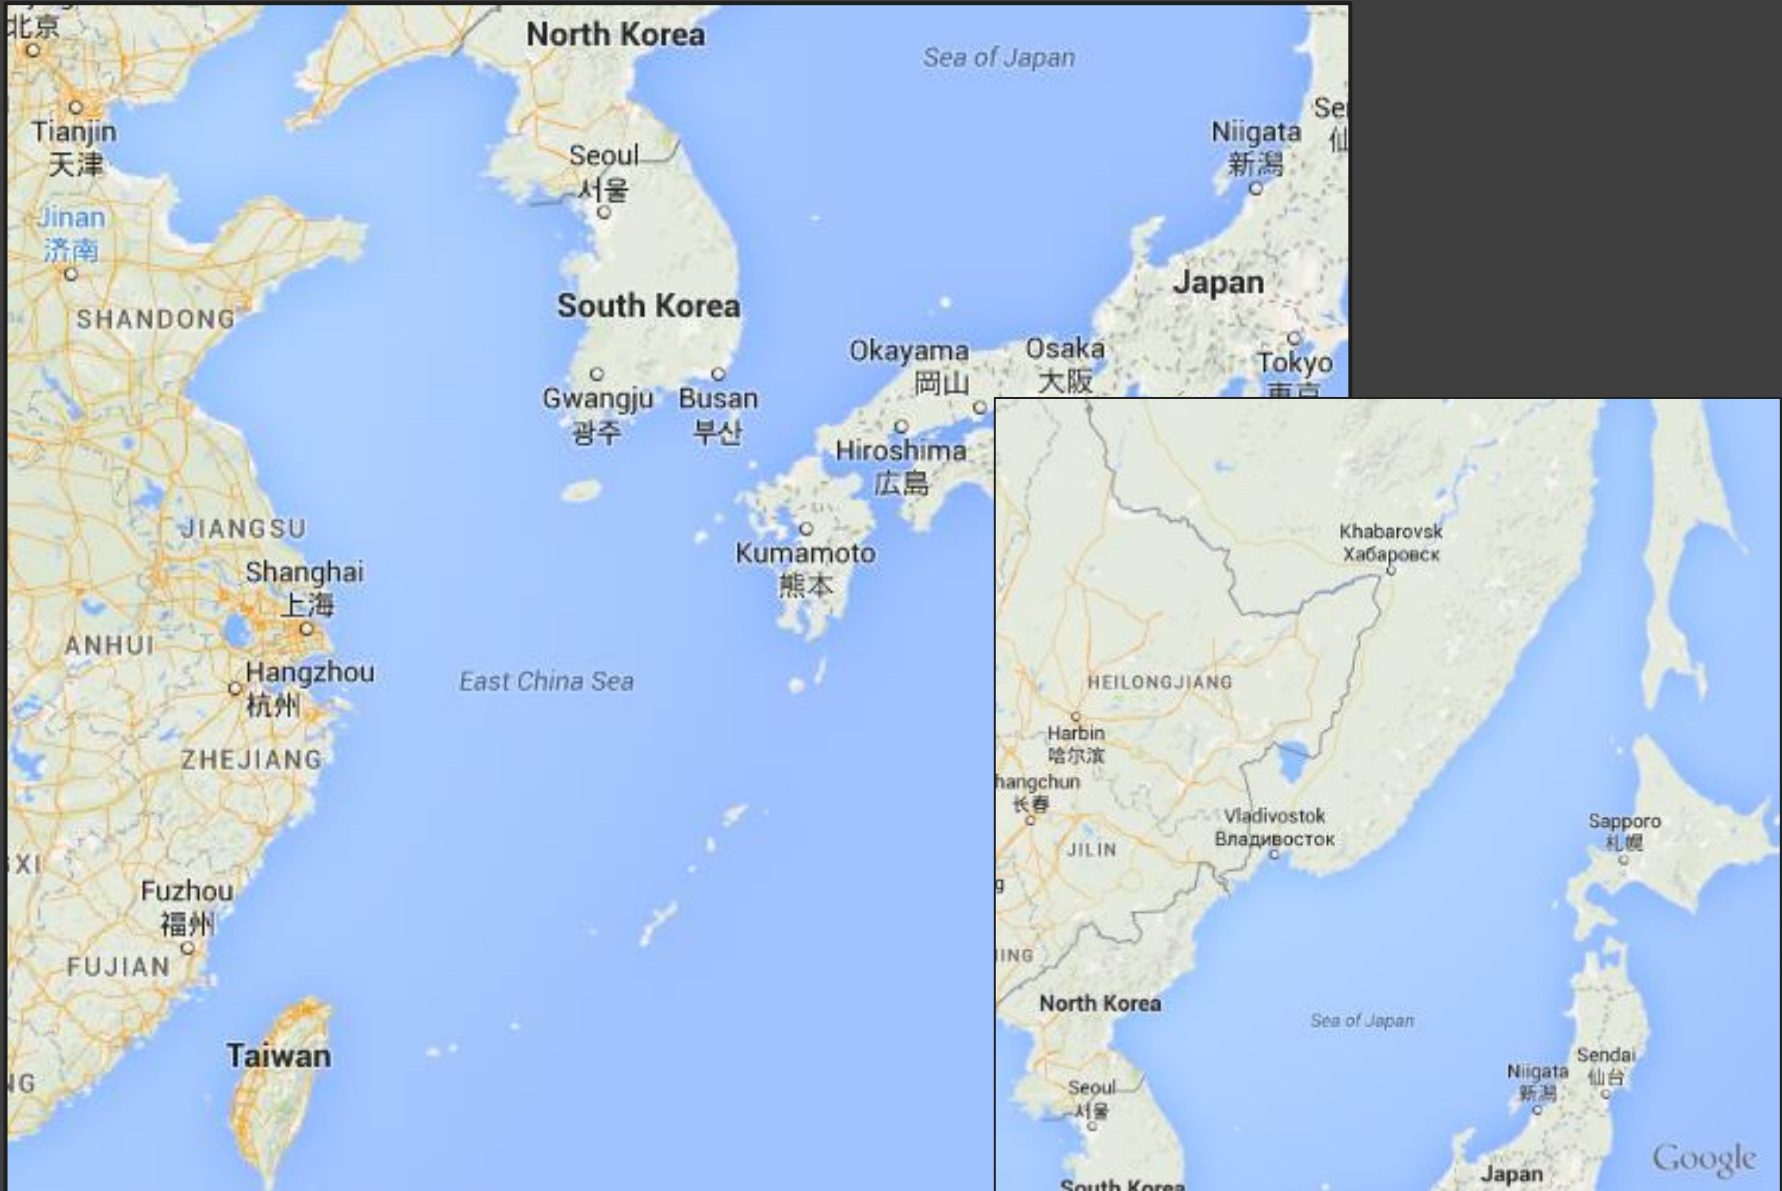 北京
North Korea
Sea of Japan
Tianjin
天津
Niigata
新潟
Seoul
서울
Jinan
济南
SHANDONG
South Korea
Japan
Gwangju
광주
Busan
부산
Okayama
岡山
Osaka
大阪
Tokyo
東京
Hiroshima
広島
Kumamoto
熊本
JIANGSU
Shanghai
上海
ANHUI
Hangzhou
杭州
East China Sea
ZHEJIANG
Fuzhou
福州
FUJIAN
Taiwan
Khabarovsk
Хабаровск
HEILONGJIANG
Harbin
哈尔滨
hangchun
长春
Vladivostok
Владивосток
JILIN
Sapporo
札幌
North Korea
Sea of Japan
Sendai
仙台
Niigata
新潟
Seoul
서울
Japan
South Korea
Google